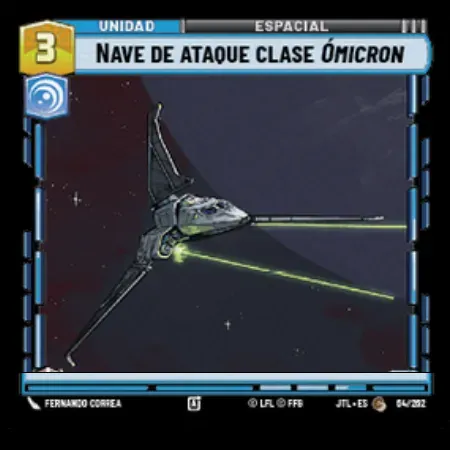 UNIDAD
ESPACIAL
3
NAVE DE ATAQUE CLASE ÓMICRON
FERNANDO CORREA
A
© LFL © FFG
JTL • ES
64/262